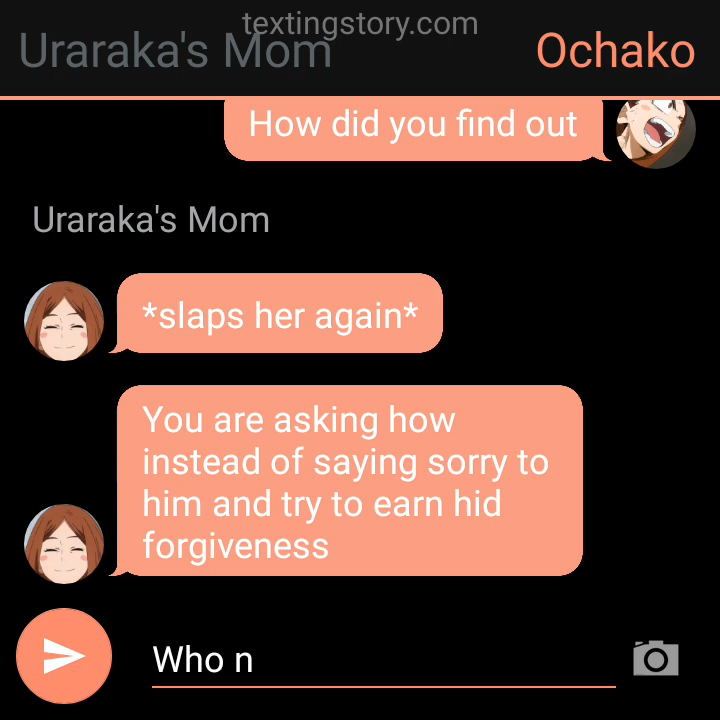 textingstory.com
Uraraka's Mom
Ochako
How did you find out
Uraraka's Mom
*slaps her again*
You are asking how
instead of saying sorry to
him and try to earn hid
forgiveness
Who n